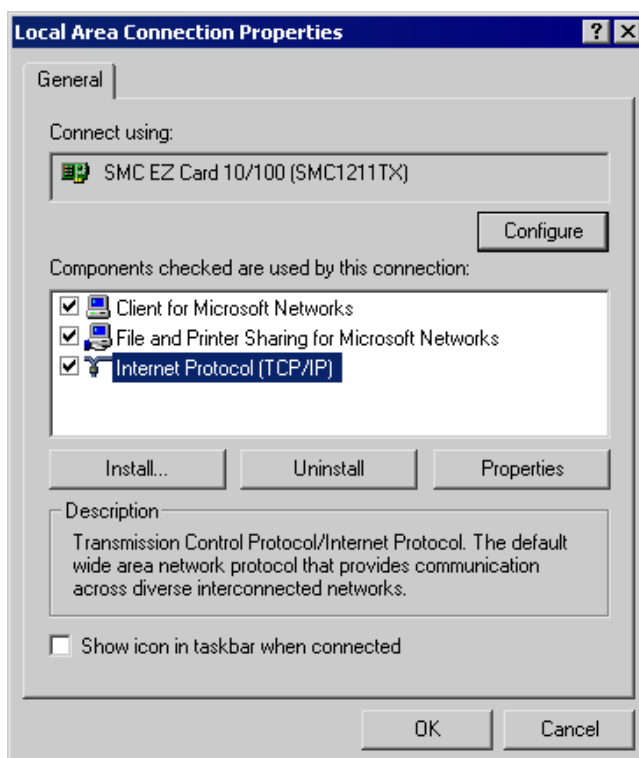 Local Area Connection Properties
General
Connect using:
SMC EZ Card 10/100 (SMC1211TX)
Configure
Components checked are used by this connection:
Client for Microsoft Networks
File and Printer Sharing for Microsoft Networks
Internet Protocol (TCP/IP)
Install... Uninstall Properties
Description
Transmission Control Protocol/Internet Protocol. The default
wide area network protocol that provides communication
across diverse interconnected networks.
Show icon in taskbar when connected
OK Cancel